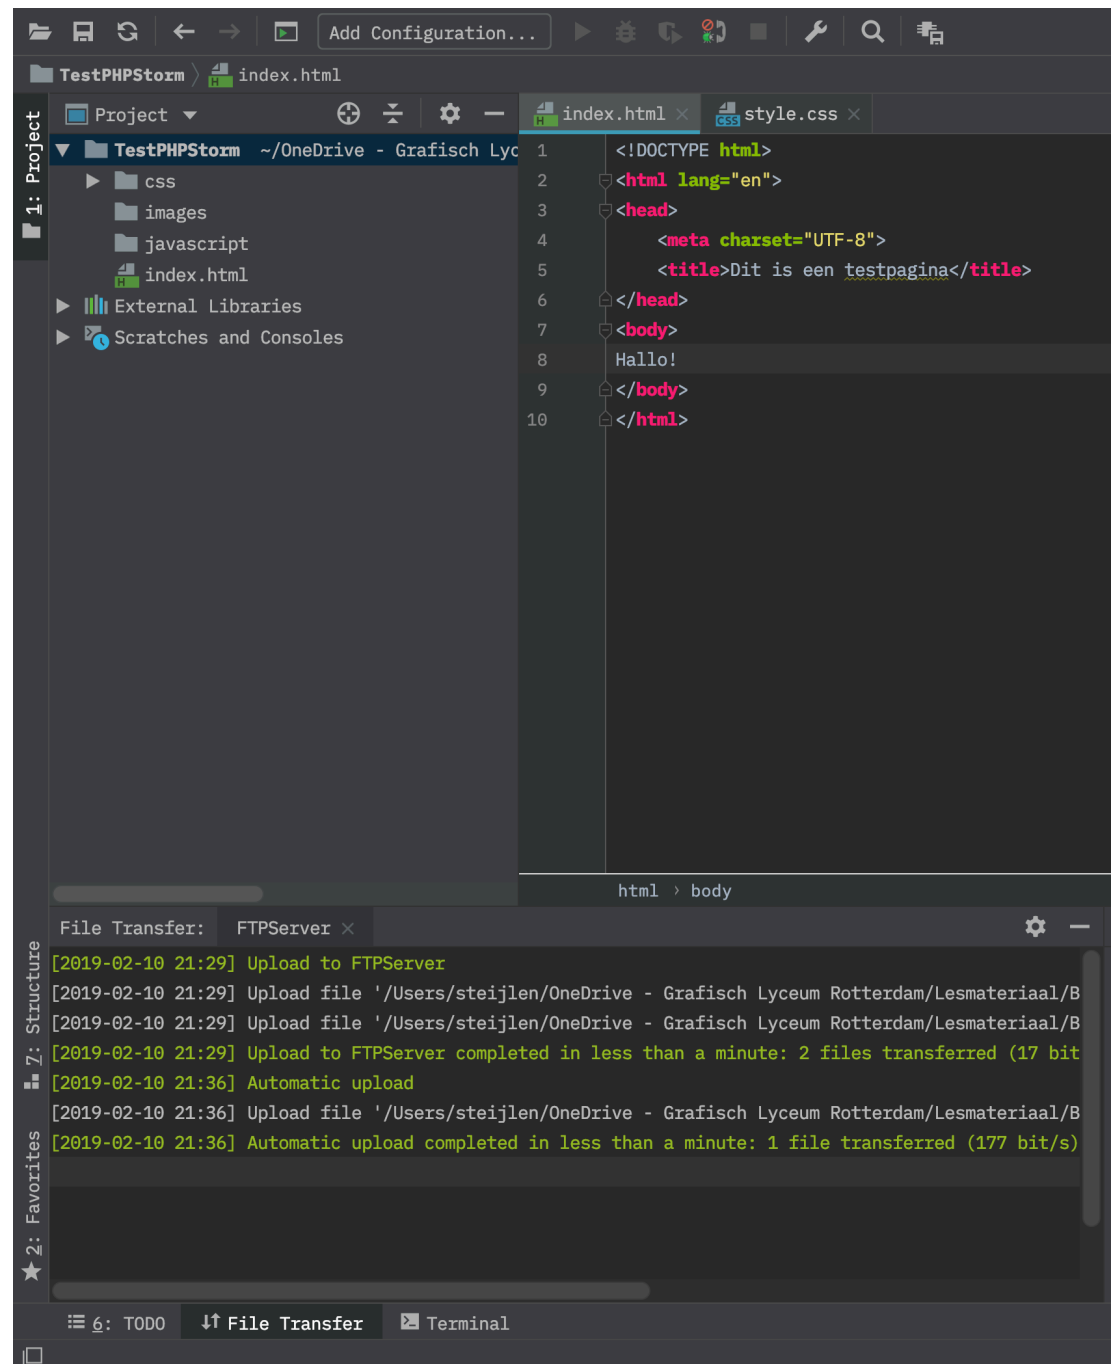 Add Configuration...
TestPHPStorm index.html
1: Project
Project
TestPHPStorm ~/OneDrive - Grafisch Lyc
css
images
javascript
index.html
External Libraries
Scratches and Consoles
index.html
style.css
1 <!DOCTYPE html>
2 <html lang="en">
3 <head>
4 <meta charset="UTF-8">
5 <title>Dit is een testpagina</title>
6 </head>
7 <body>
8 Hallo!
9 </body>
10 </html>
html › body
7: Structure
2: Favorites
File Transfer: FTPServer
[2019-02-10 21:29] Upload to FTPServer
[2019-02-10 21:29] Upload file '/Users/steijlen/OneDrive - Grafisch Lyceum Rotterdam/Lesmateriaal/B
[2019-02-10 21:29] Upload file '/Users/steijlen/OneDrive - Grafisch Lyceum Rotterdam/Lesmateriaal/B
[2019-02-10 21:29] Upload to FTPServer completed in less than a minute: 2 files transferred (17 bit
[2019-02-10 21:36] Automatic upload
[2019-02-10 21:36] Upload file '/Users/steijlen/OneDrive - Grafisch Lyceum Rotterdam/Lesmateriaal/B
[2019-02-10 21:36] Automatic upload completed in less than a minute: 1 file transferred (177 bit/s)
6: TODO File Transfer Terminal